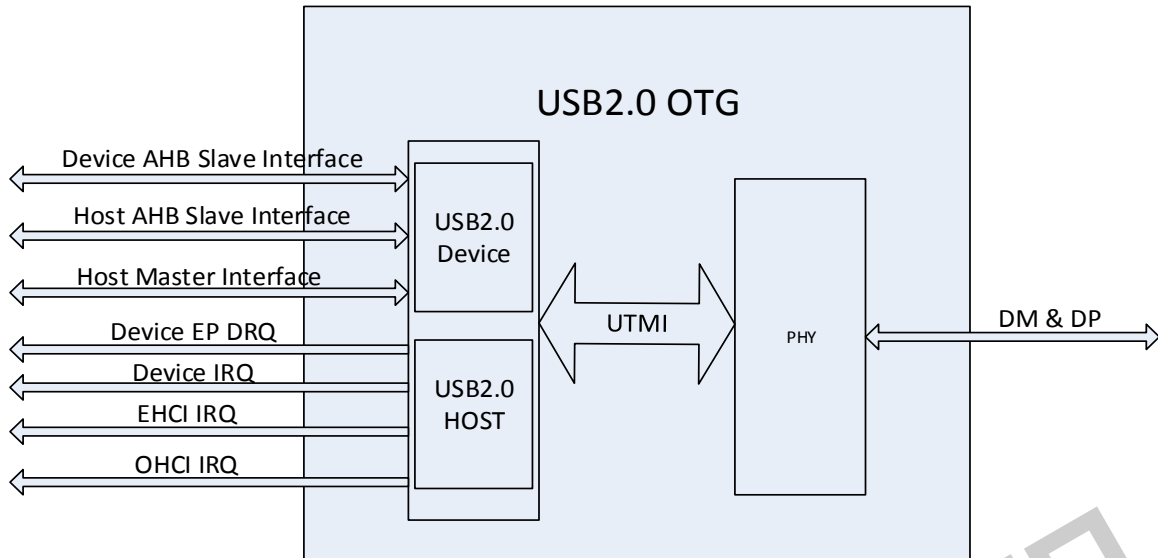 USB2.0 OTG
Device AHB Slave Interface
Host AHB Slave Interface
Host Master Interface
Device EP DRQ
Device IRQ
EHCI IRQ
OHCI IRQ
USB2.0
Device
USB2.0
HOST
UTMI
PHY
DM & DP